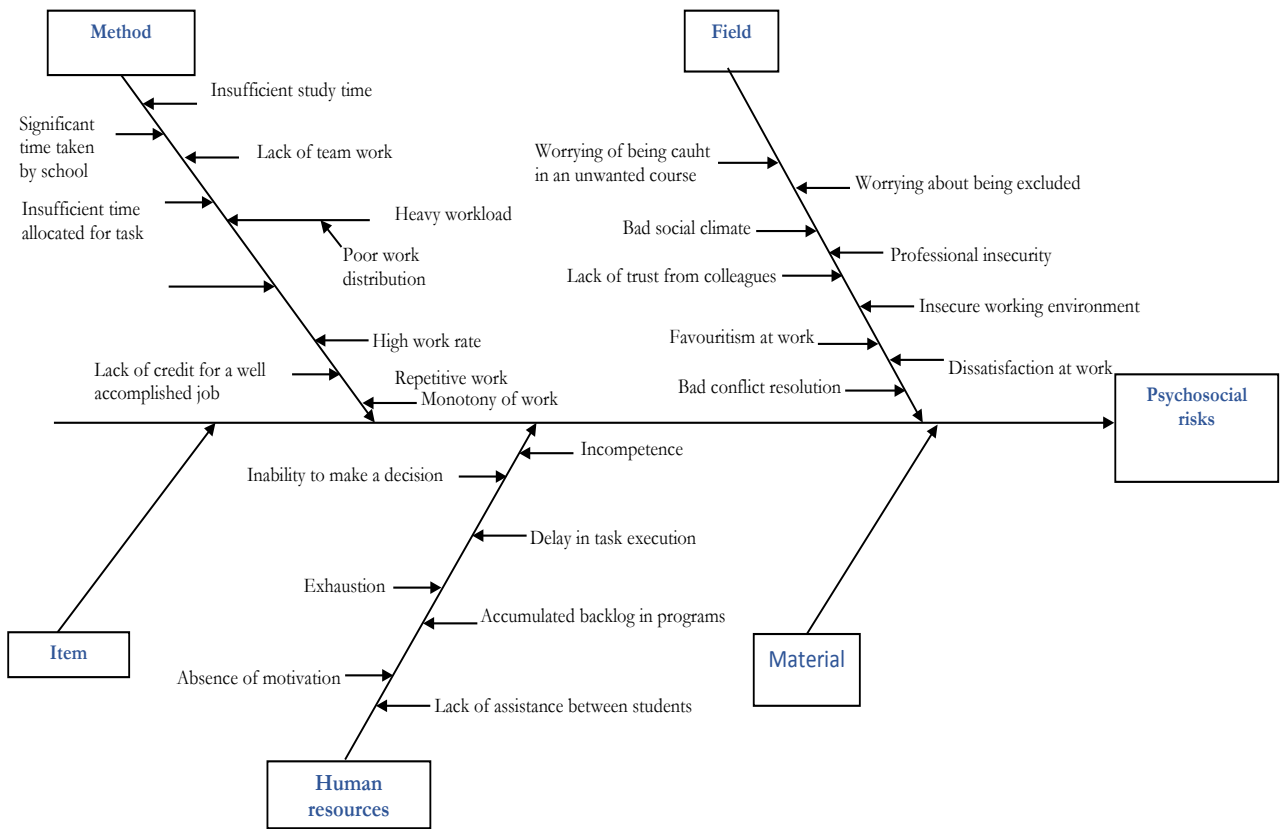 Method
Field
Insufficient study time
Significant
time taken
by school
Lack of team work
Worrying of being cauht
in an unwanted course
Worrying about being excluded
Insufficient time
allocated for task
Heavy workload
Bad social climate
Poor work
distribution
Professional insecurity
Lack of trust from colleagues
Insecure working environment
High work rate
Favouritism at work
Lack of credit for a well
accomplished job
Repetitive work
Monotony of work
Dissatisfaction at work
Bad conflict resolution
Psychosocial
risks
Incompetence
Inability to make a decision
Delay in task execution
Exhaustion
Accumulated backlog in programs
Item
Material
Absence of motivation
Lack of assistance between students
Human
resources